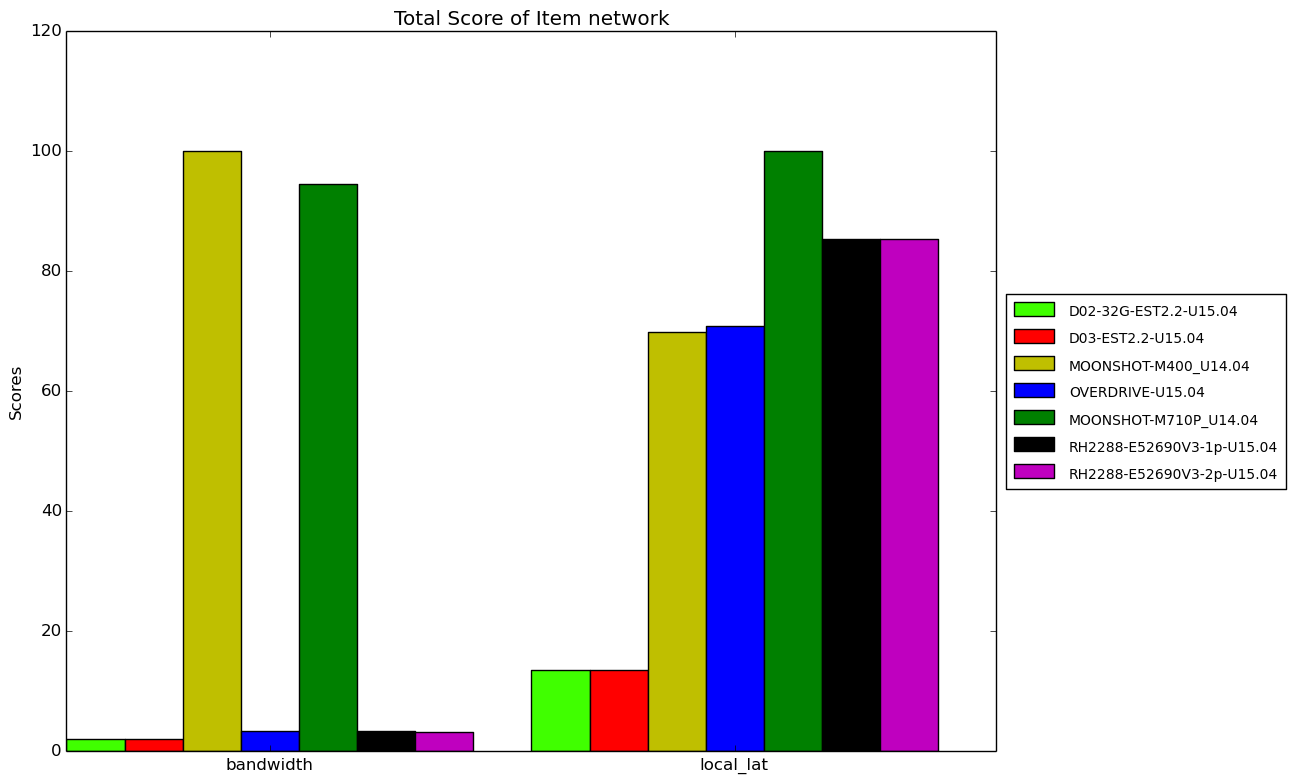 Total Score of Item network
120
100
80
60
40
20
0
Scores
bandwidth
local_lat
D02-32G-EST2.2-U15.04
D03-EST2.2-U15.04
MOONSHOT-M400_U14.04
OVERDRIVE-U15.04
MOONSHOT-M710P_U14.04
RH2288-E52690V3-1p-U15.04
RH2288-E52690V3-2p-U15.04